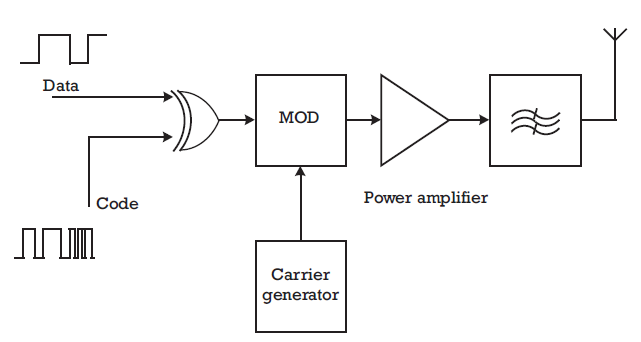 Data
MOD
Code
Power amplifier
Carrier
generator